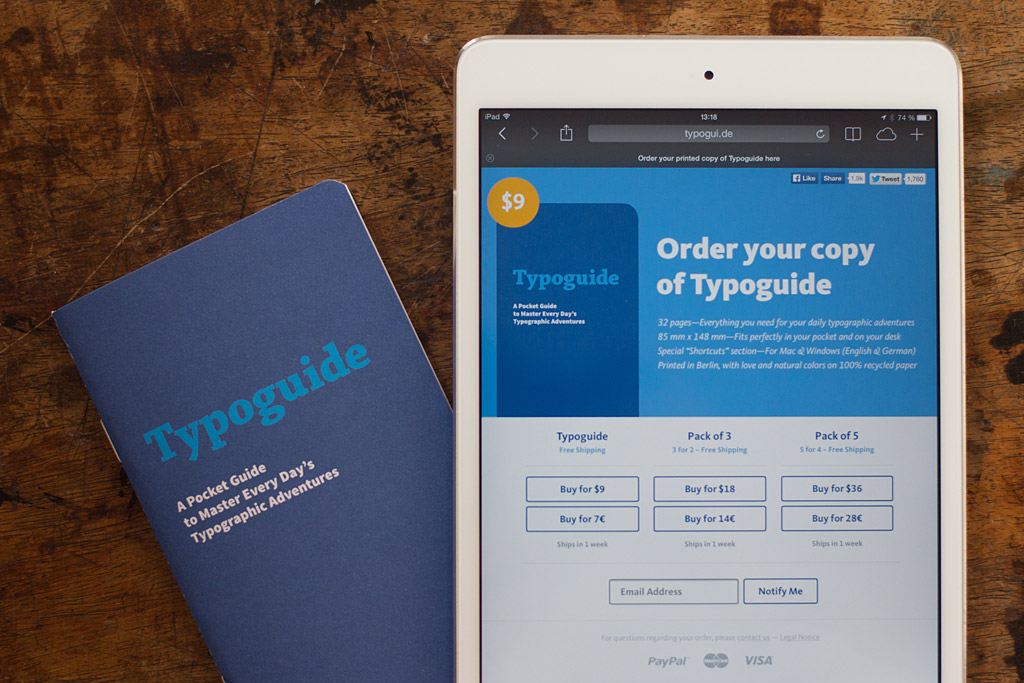 Typoguide
A Pocket Guide
to Master Every Day's
Typographic Adventures
iPad
13:18
74 %
typogui.de
Order your printed copy of Typoguide here
Like
Share
1.9k
Tweet
1,760
$9
Typoguide
A Pocket Guide
to Master Every Day's
Typographic Adventures
Order your copy
of Typoguide
32 pages—Everything you need for your daily typographic adventures
85 mm x 148 mm—Fits perfectly in your pocket and on your desk
Special “Shortcuts” section—For Mac & Windows (English & German)
Printed in Berlin, with love and natural colors on 100% recycled paper
Typoguide
Free Shipping
Buy for $9
Buy for 7€
Ships in 1 week
Pack of 3
3 for 2 – Free Shipping
Buy for $18
Buy for 14€
Ships in 1 week
Pack of 5
5 for 4 – Free Shipping
Buy for $36
Buy for 28€
Ships in 1 week
Email Address
Notify Me
For questions regarding your order, please contact us — Legal Notice
PayPal
MasterCard
VISA